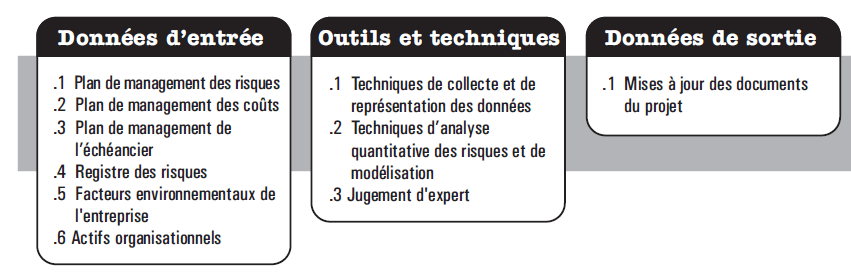 Données d'entrée
.1 Plan de management des risques
.2 Plan de management des coûts
.3 Plan de management de
l'échéancier
.4 Registre des risques
.5 Facteurs environnementaux de
l'entreprise
.6 Actifs organisationnels
Outils et techniques
.1 Techniques de collecte et de
représentation des données
.2 Techniques d'analyse
quantitative des risques et de
modélisation
.3 Jugement d'expert
Données de sortie
.1 Mises à jour des documents
du projet